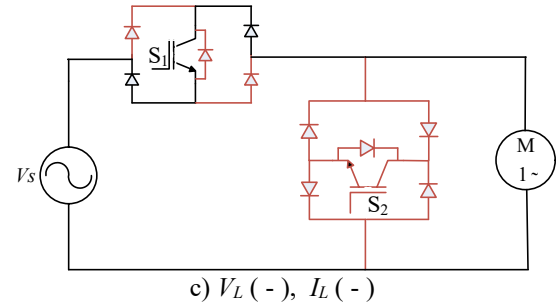 S1
Vs
M
1~
S2
c) VL ( - ), IL ( - )